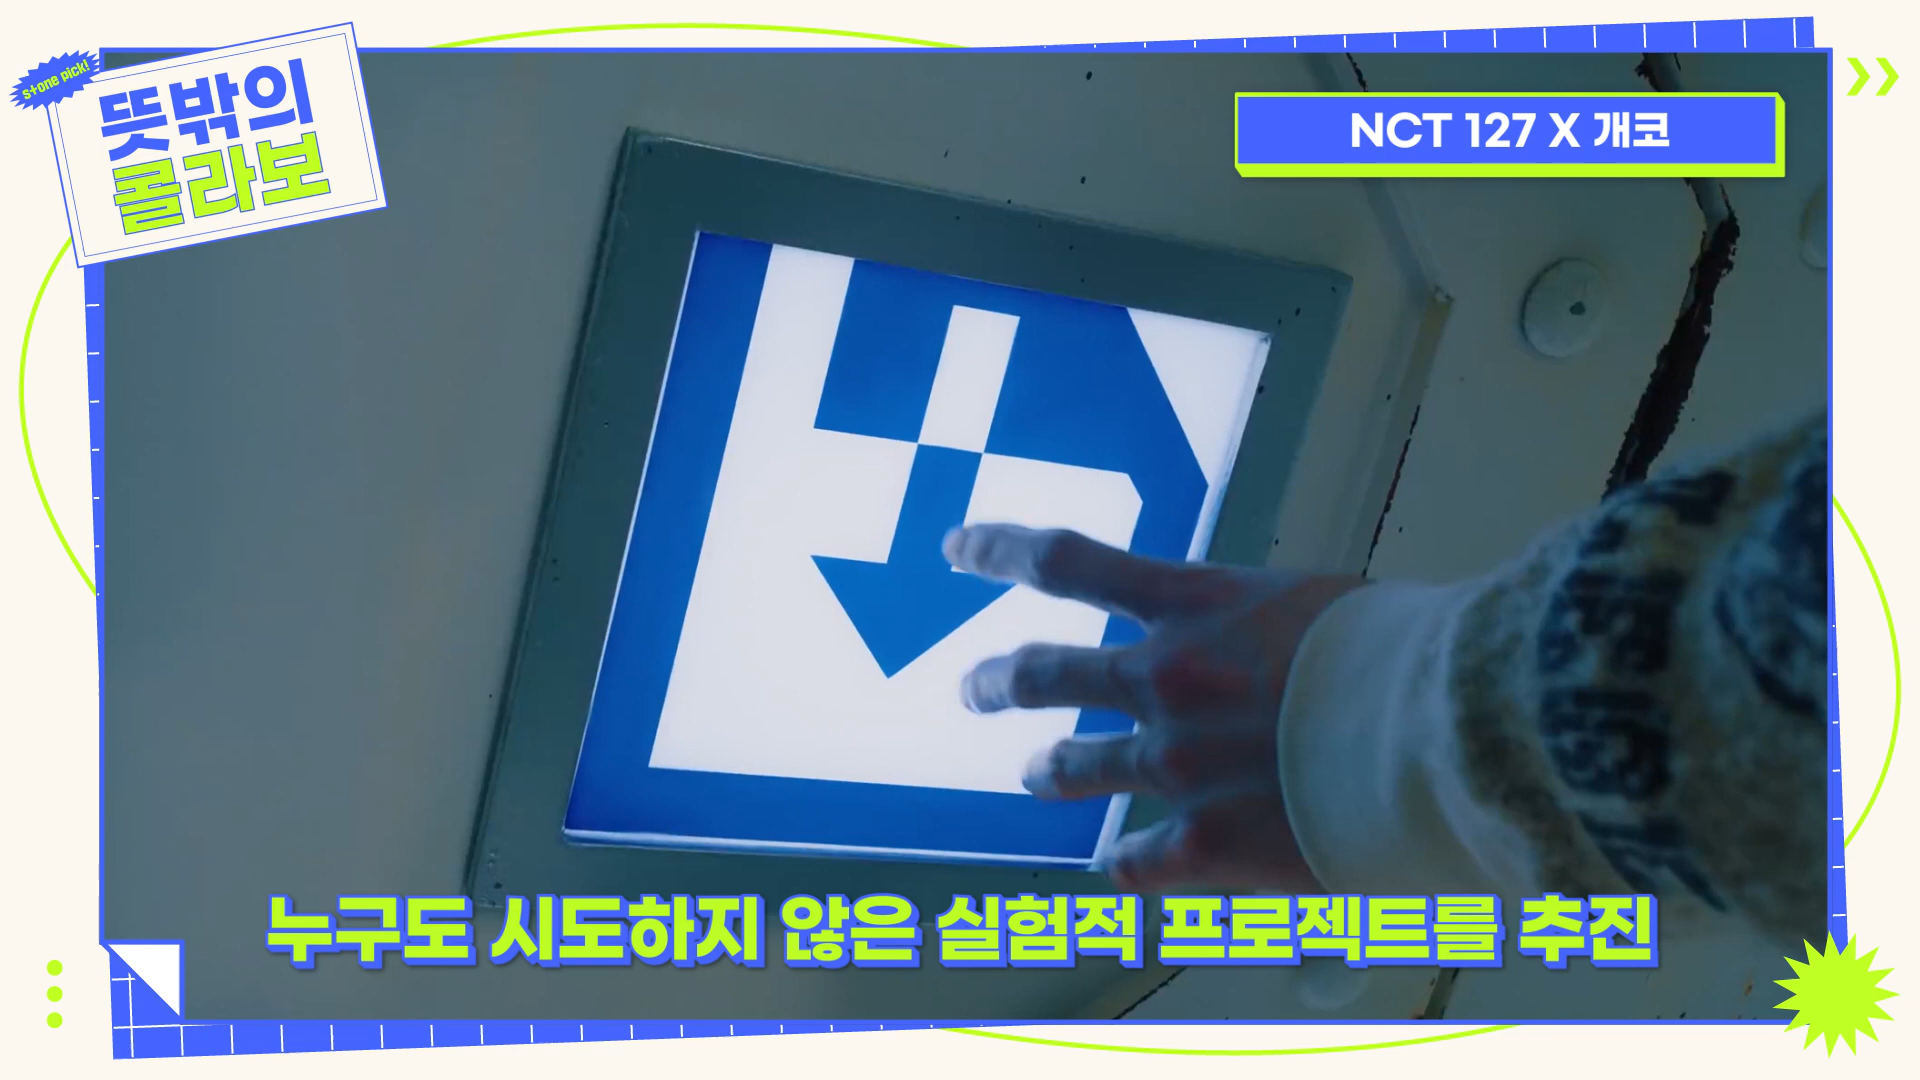 stone pick!
뜻밖의
콜라보
NCT 127 X 개코
누구도 시도하지 않은 실험적 프로젝트를 추진